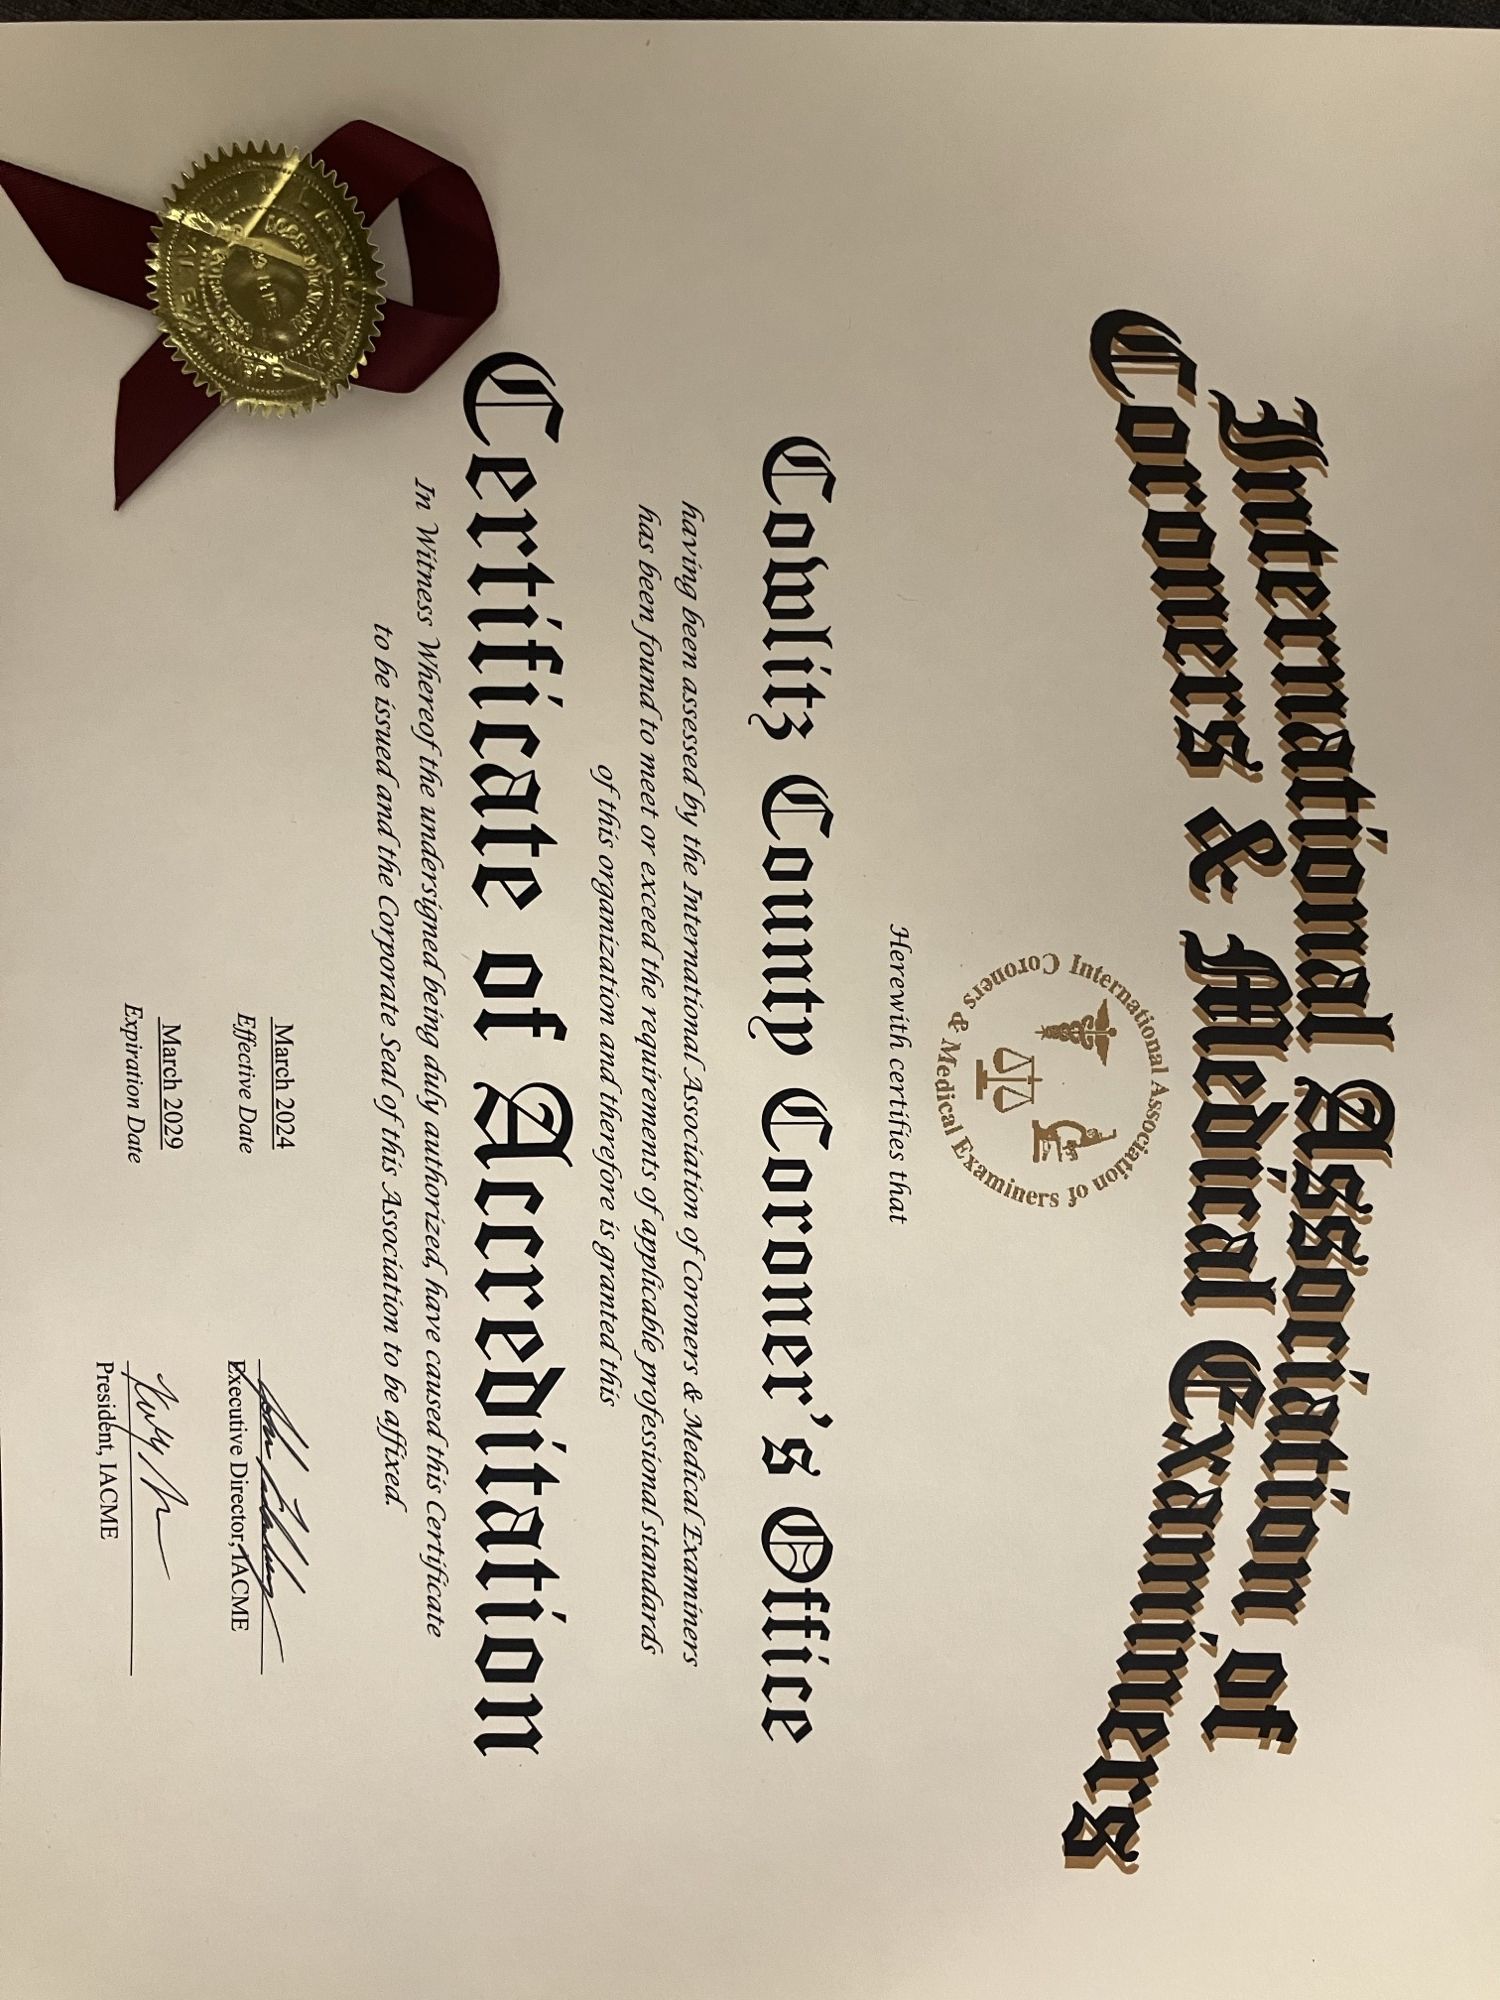 International Association of
Coroners & Medical Examiners
International Association of
Coroners & Medical Examiners
Herewith certifies that
Cowlitz County Coroner's Office
having been assessed by the International Association of Coroners & Medical Examiners
has been found to meet or exceed the requirements of applicable professional standards
of this organization and therefore is granted this
Certificate of Accreditation
In Witness Whereof the undersigned being duly authorized, have caused this Certificate
to be issued and the Corporate Seal of this Association to be affixed.
March 2024
Effective Date
Executive Director, IACME
March 2029
Expiration Date
President, IACME